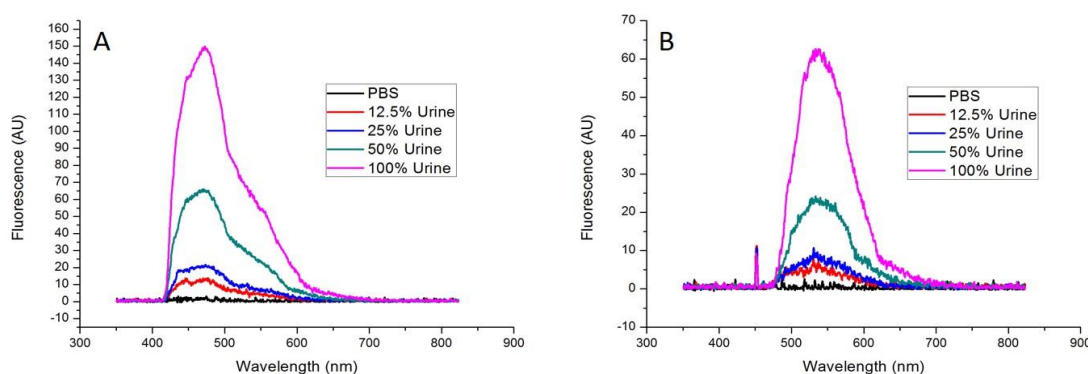 A
Fluorescence (AU)
160
150
140
130
120
110
100
90
80
70
60
50
40
30
20
10
0
-10
300 400 500 600 700 800 900
Wavelength (nm)
PBS
12.5% Urine
25% Urine
50% Urine
100% Urine
B
Fluorescence (AU)
70
60
50
40
30
20
10
0
-10
300 400 500 600 700 800 900
Wavelength (nm)
PBS
12.5% Urine
25% Urine
50% Urine
100% Urine